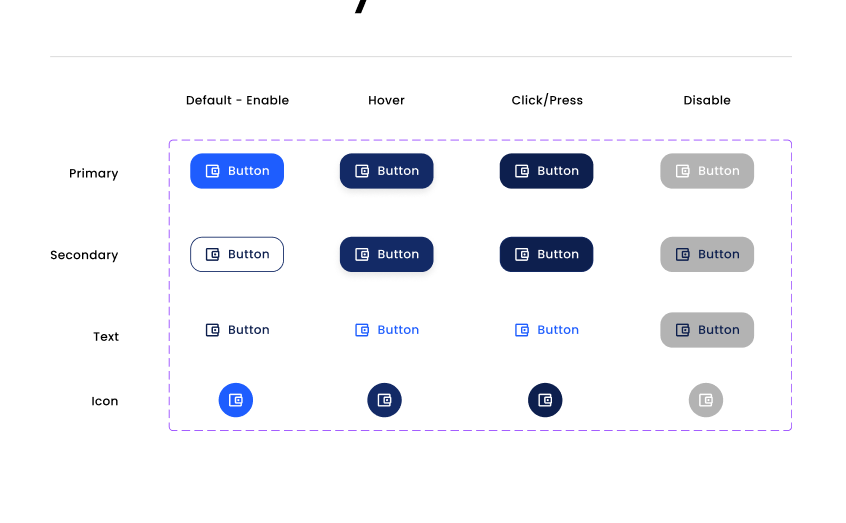 Default - Enable Hover Click/Press Disable
Primary Button Button Button Button
Secondary Button Button Button Button
Text Button Button Button Button
Icon